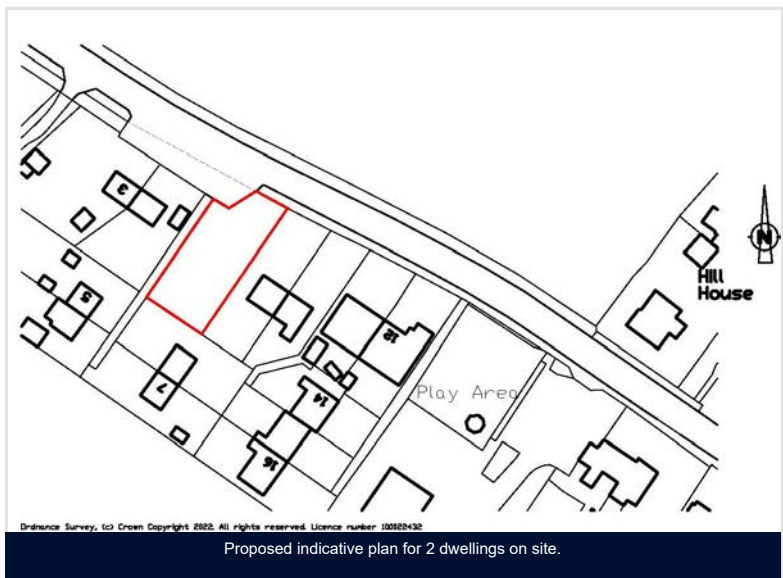 3
N
Hill
House
5
12
7
Play Area
14
16
Ordnance Survey, (c) Crown Copyright 2022. All rights reserved. Licence number 100022432
Proposed indicative plan for 2 dwellings on site.